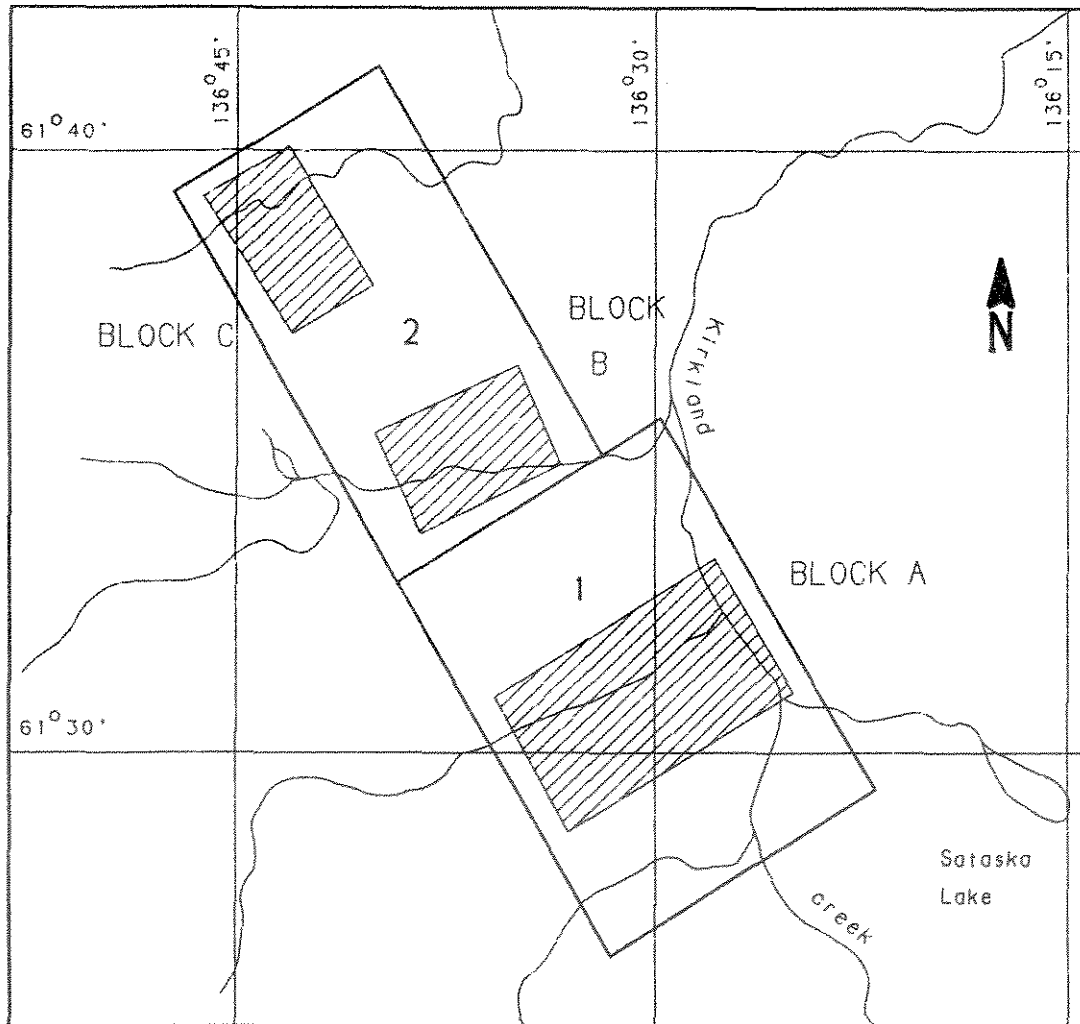 136°45'
136°30'
136°15'
61°40'
BLOCK C
2
BLOCK
B
Kirkland
N
1
BLOCK A
61°30'
Sataska
Lake
creek